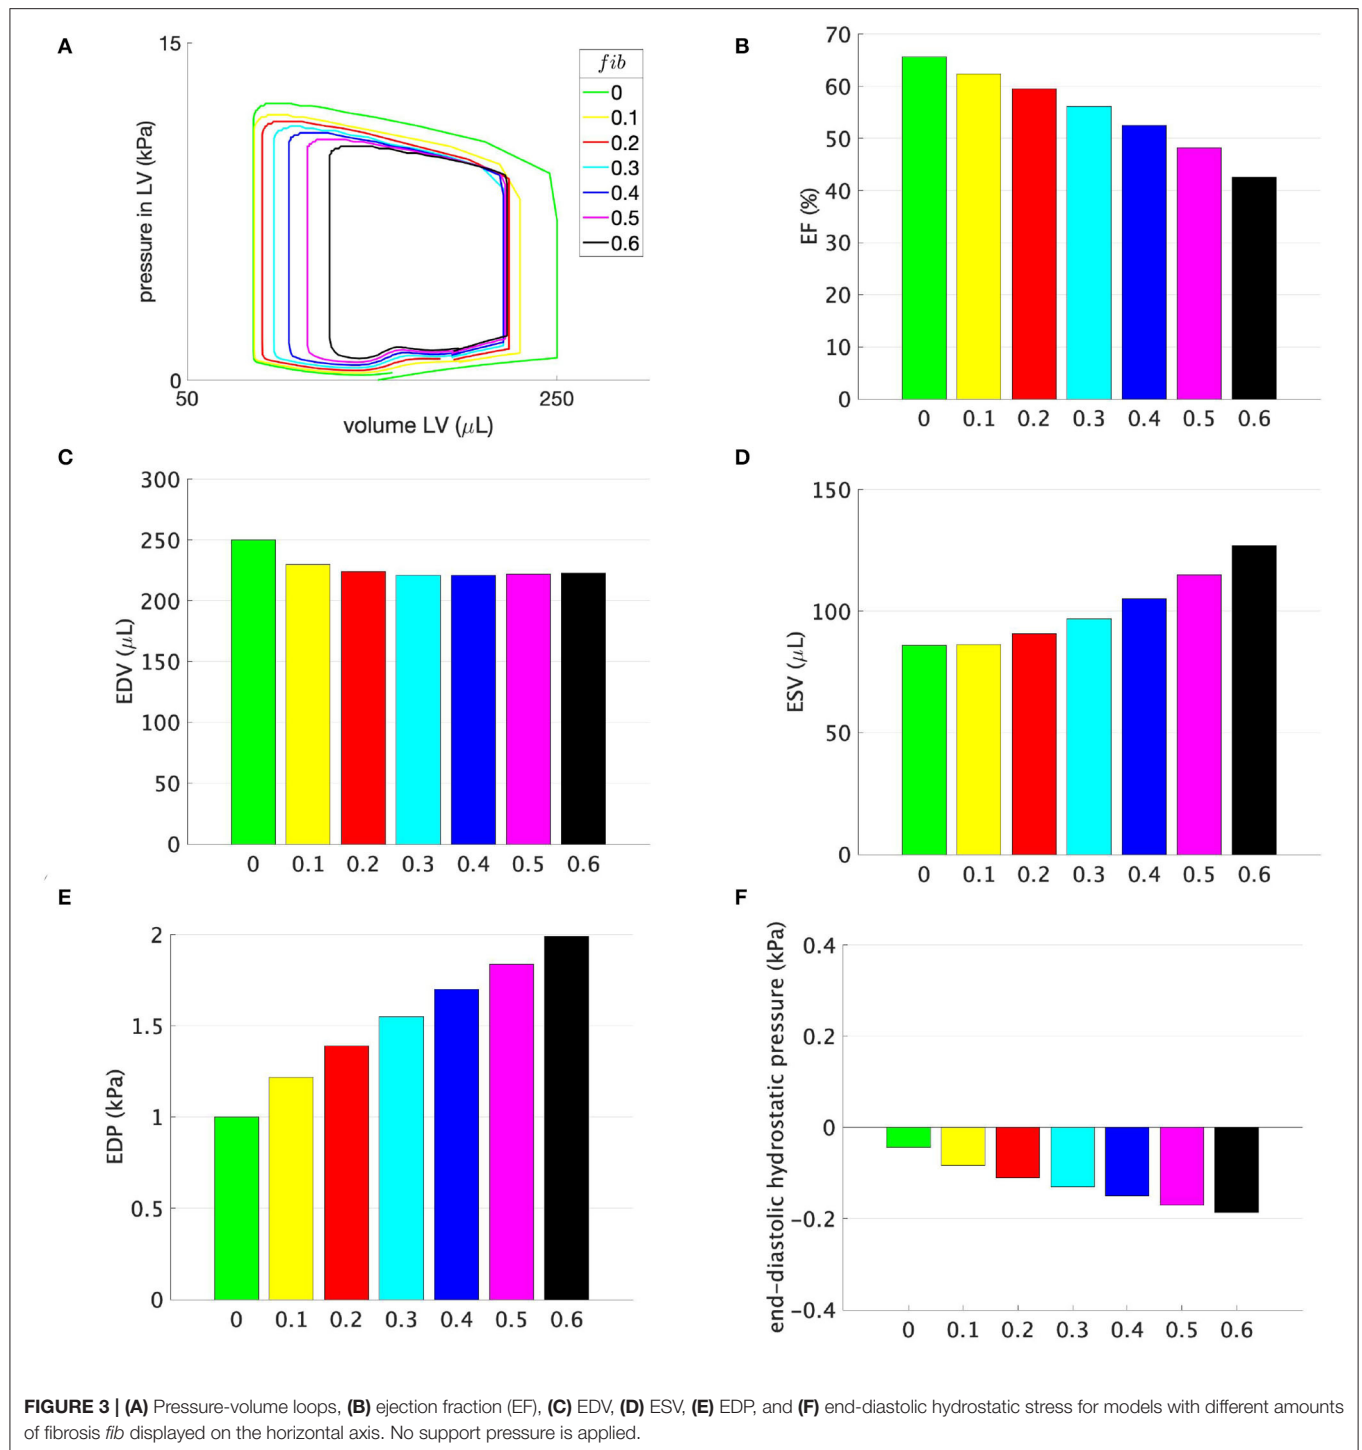 A
15
pressure in LV (kPa)
0
50
250
volume LV (μL)
fib
0
0.1
0.2
0.3
0.4
0.5
0.6
B
70
60
50
40
30
20
10
0
EF (%)
0 0.1 0.2 0.3 0.4 0.5 0.6
C
300
250
200
150
100
50
0
EDV (μL)
0 0.1 0.2 0.3 0.4 0.5 0.6
D
150
100
50
0
ESV (μL)
0 0.1 0.2 0.3 0.4 0.5 0.6
E
2
1.5
1
0.5
0
EDP (kPa)
0 0.1 0.2 0.3 0.4 0.5 0.6
F
0.4
0.2
0
−0.2
−0.4
end−diastolic hydrostatic pressure (kPa)
0 0.1 0.2 0.3 0.4 0.5 0.6
FIGURE 3 | (A) Pressure-volume loops, (B) ejection fraction (EF), (C) EDV, (D) ESV, (E) EDP, and (F) end-diastolic hydrostatic stress for models with different amounts
of fibrosis fib displayed on the horizontal axis. No support pressure is applied.